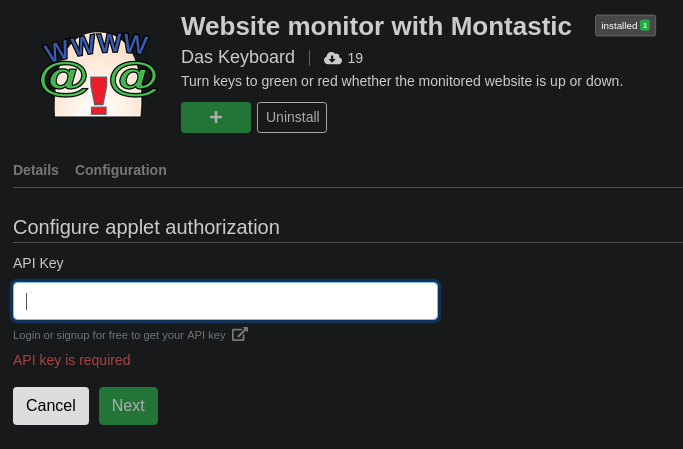 WWWW
@!@
Website monitor with Montastic
installed 1
Das Keyboard
19
Turn keys to green or red whether the monitored website is up or down.
+
Uninstall
Details
Configuration
Configure applet authorization
API Key
Login or signup for free to get your API key
API key is required
Cancel
Next